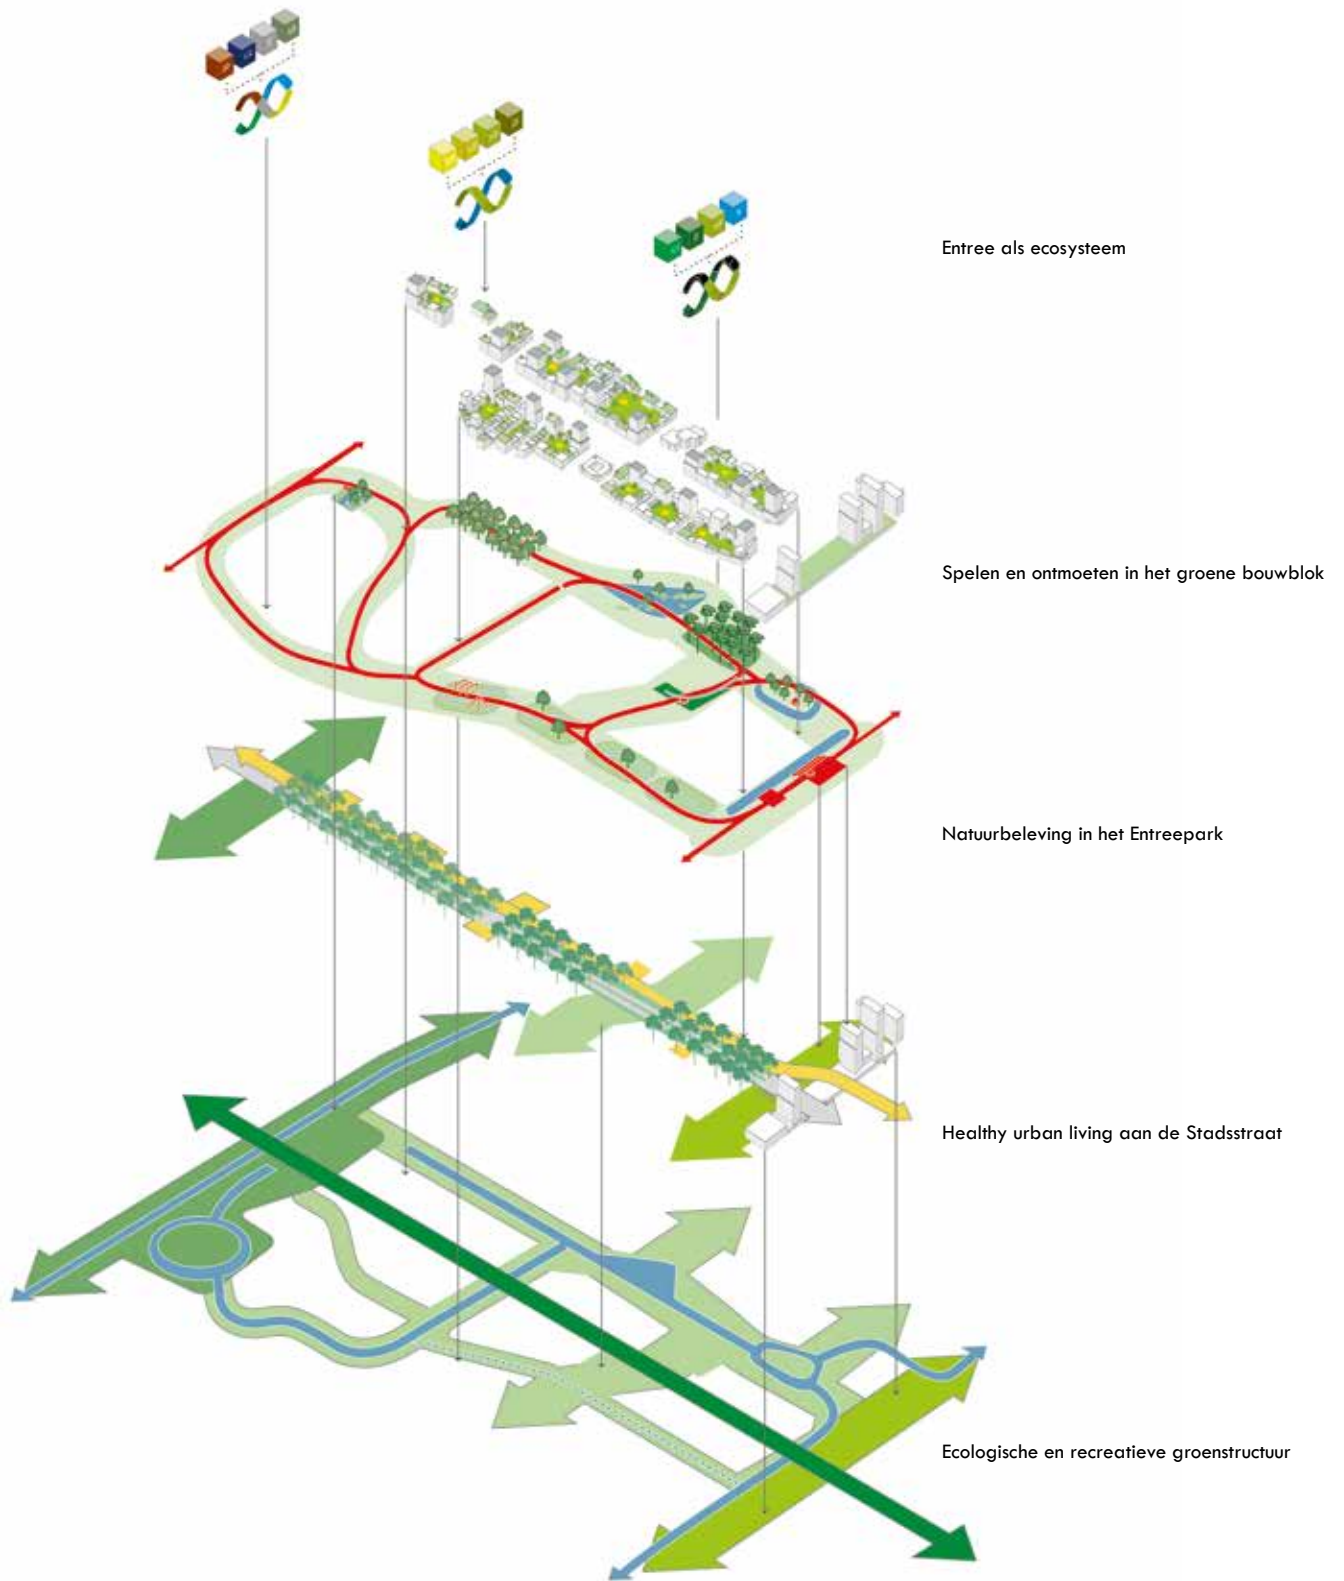 Entree als ecosysteem
Spelen en ontmoeten in het groene bouwblok
Natuurbeleving in het Entreepark
Healthy urban living aan de Stadsstraat
Ecologische en recreatieve groenstructuur